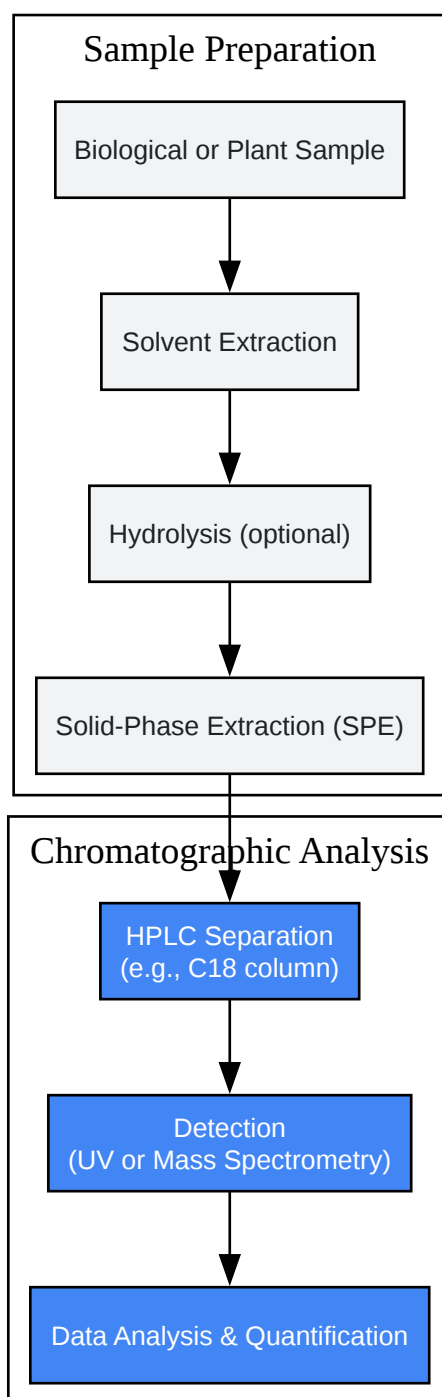 Sample Preparation
Biological or Plant Sample
Solvent Extraction
Hydrolysis (optional)
Solid-Phase Extraction (SPE)
Chromatographic Analysis
HPLC Separation
(e.g., C18 column)
Detection
(UV or Mass Spectrometry)
Data Analysis & Quantification